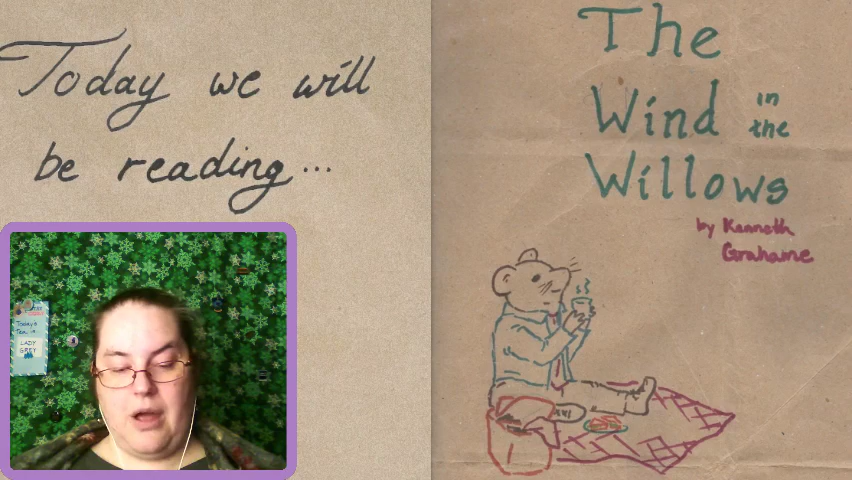 Today we will
be reading...
The
Wind in the
Willows
by Kenneth
Grahame
Today's
Tea is
LADY
GREY